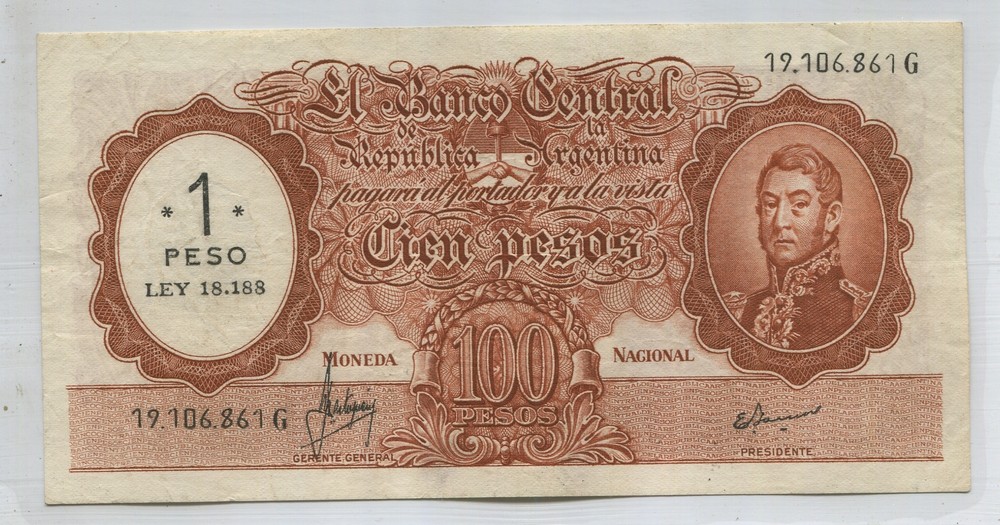 19.106.861 G
El Banco Central
de la
República Argentina
pagará al portador y a la vista
Cien pesos
* 1 *
PESO
LEY 18.188
MONEDA NACIONAL
100
PESOS
19.106.861 G
GERENTE GENERAL
PRESIDENTE